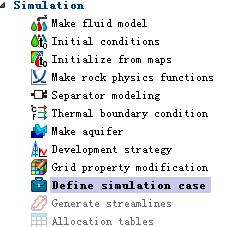 Simulation
Make fluid model
Initial conditions
Initialize from maps
Make rock physics functions
Separator modeling
Thermal boundary condition
Make aquifer
Development strategy
Grid property modification
Define simulation case
Generate streamlines
Allocation tables